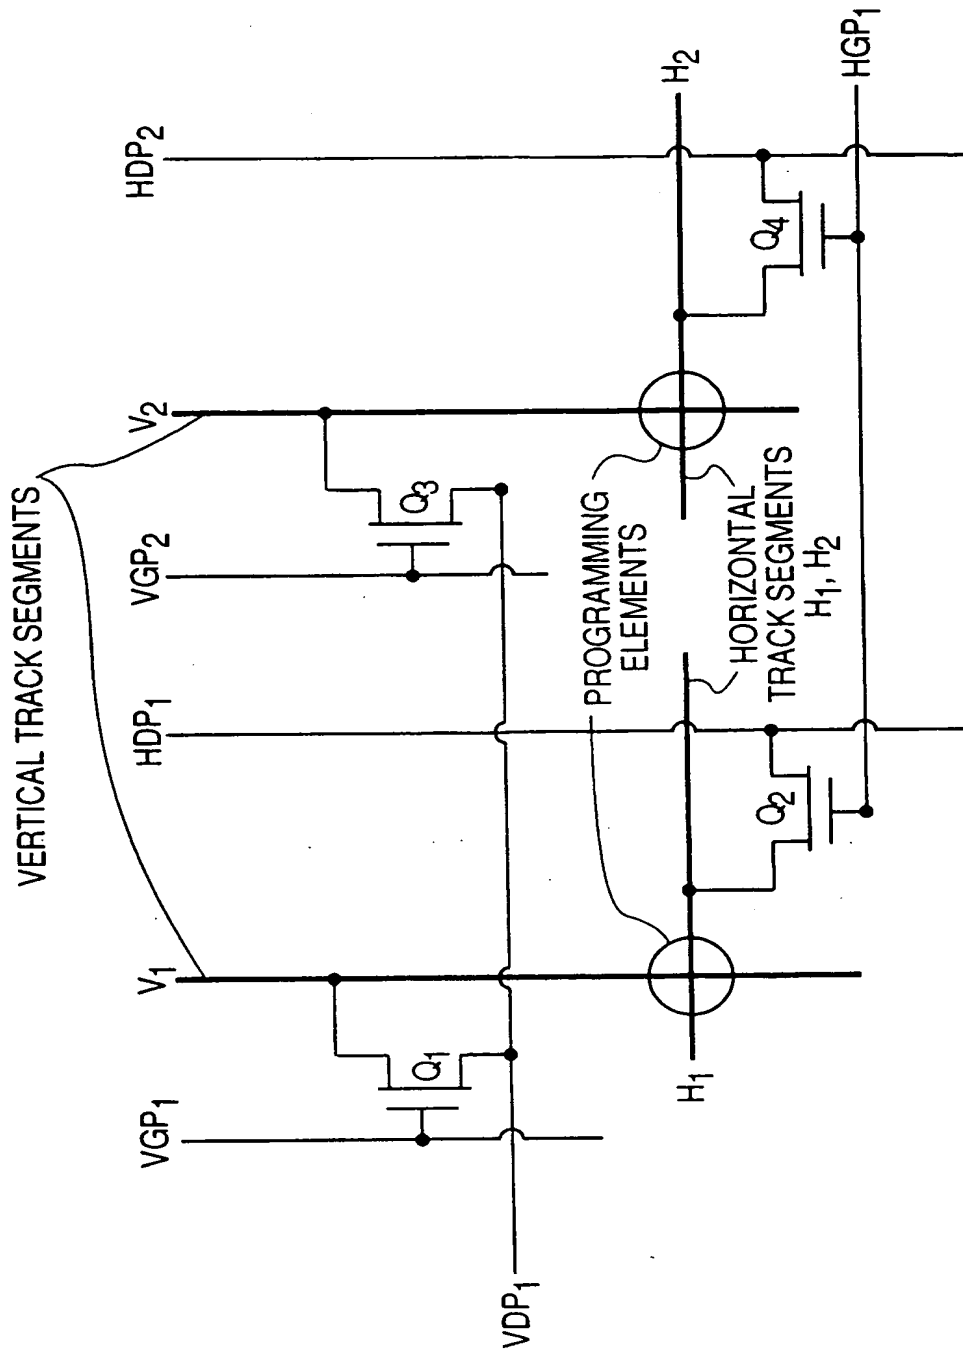 VERTICAL TRACK SEGMENTS
VGP1
V1
HDP1
VGP2
V2
HDP2
Q1
Q3
VDP1
PROGRAMMING
ELEMENTS
H1
H2
Q2
Q4
HORIZONTAL
TRACK SEGMENTS
H1, H2
HGP1